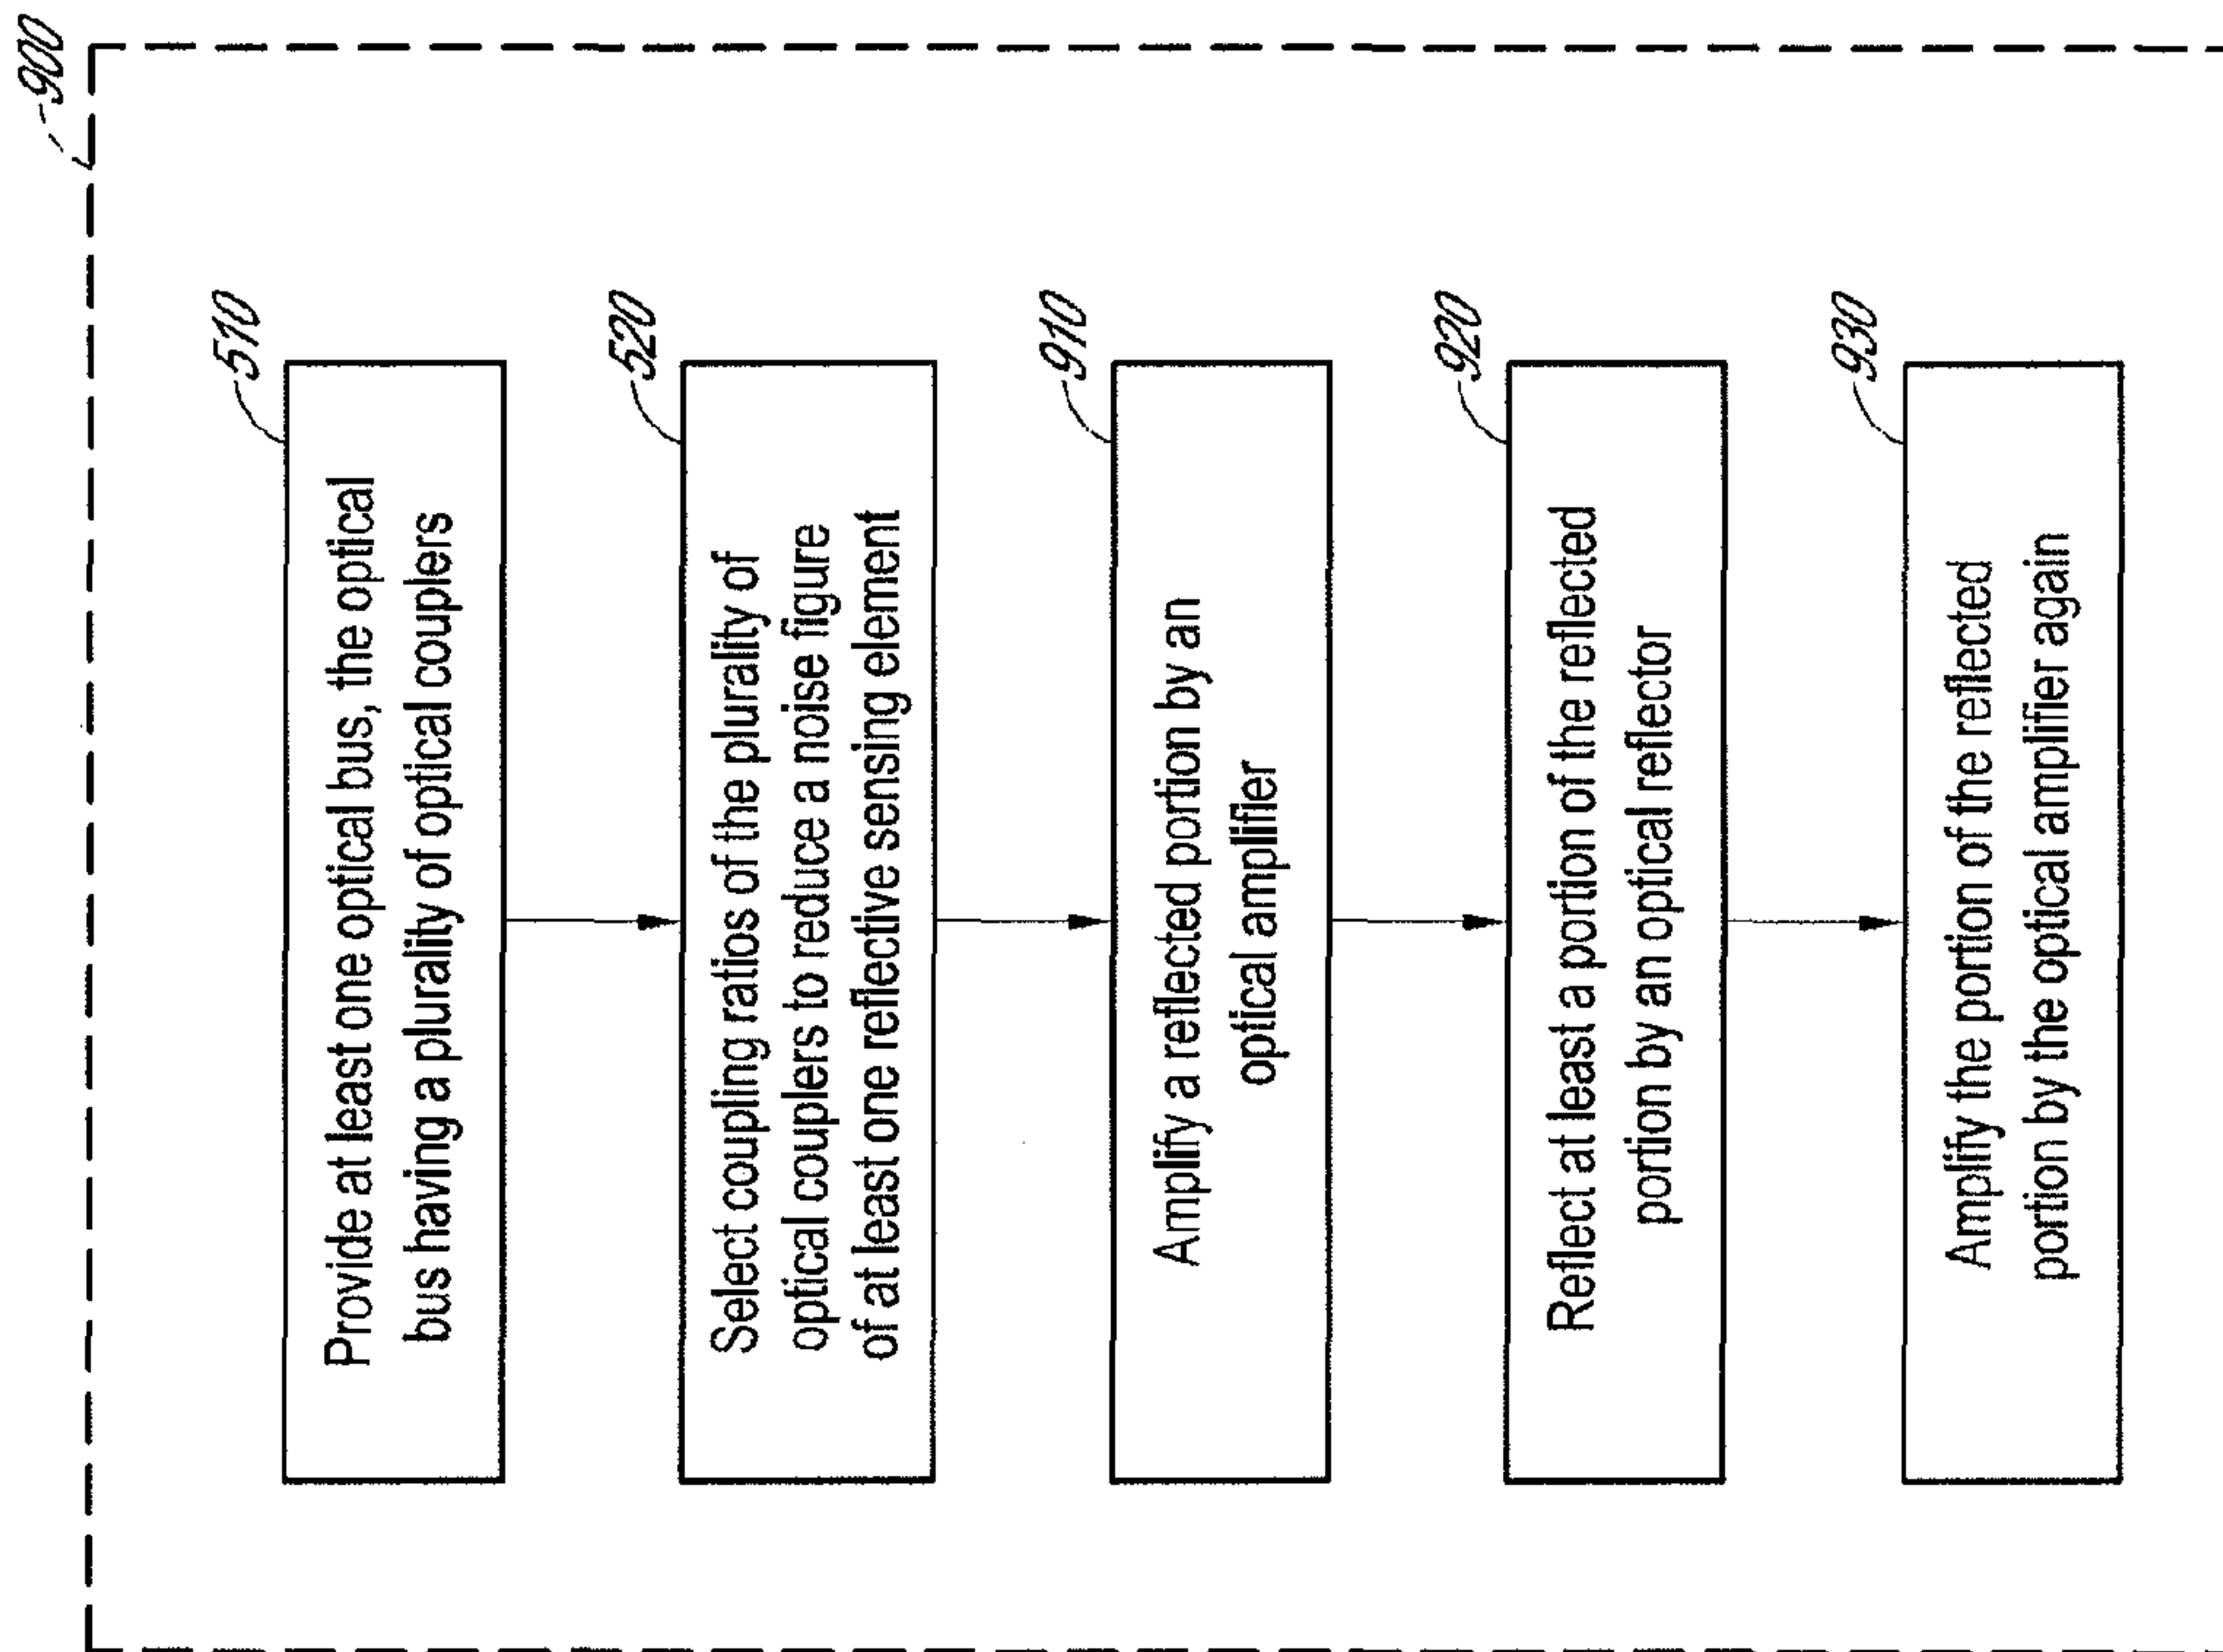 900
510
Provide at least one optical bus, the optical
bus having a plurality of optical couplers
520
Select coupling ratios of the plurality of
optical couplers to reduce a noise figure
of at least one reflective sensing element
910
Amplify a reflected portion by an
optical amplifier
920
Reflect at least a portion of the reflected
portion by an optical reflector
930
Amplify the portion of the reflected
portion by the optical amplifier again